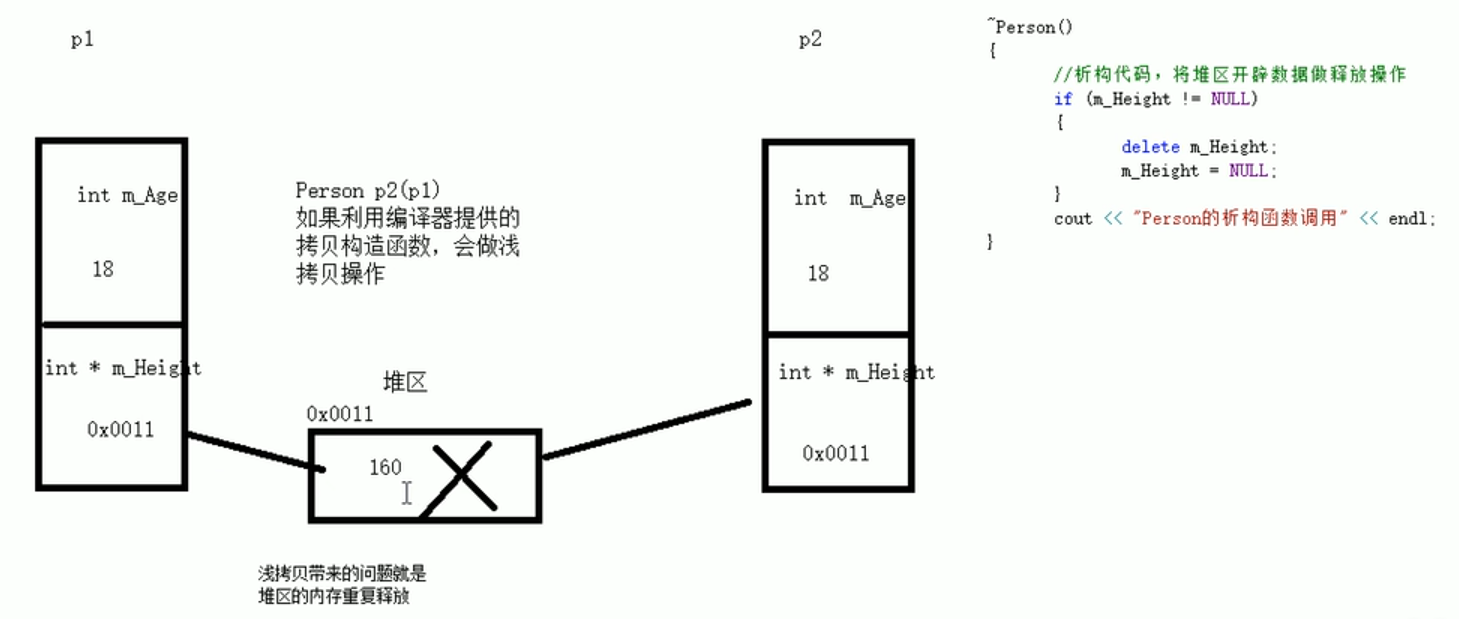 p1
int m_Age
18
int * m_Height
0x0011
Person p2(p1)
如果利用编译器提供的
拷贝构造函数，会做浅
拷贝操作
堆区
0x0011
160
浅拷贝带来的问题就是
堆区的内存重复释放
p2
int  m_Age
18
int * m_Height
0x0011
~Person()
{
//析构代码，将堆区开辟数据做释放操作
if (m_Height != NULL)
{
delete m_Height;
m_Height = NULL;
}
cout << "Person的析构函数调用" << endl;
}